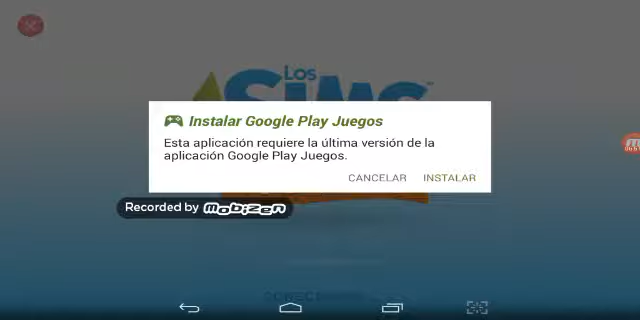 Los
SIMS
Instalar Google Play Juegos
Esta aplicación requiere la última versión de la
aplicación Google Play Juegos.
CANCELAR INSTALAR
Recorded by mobizen